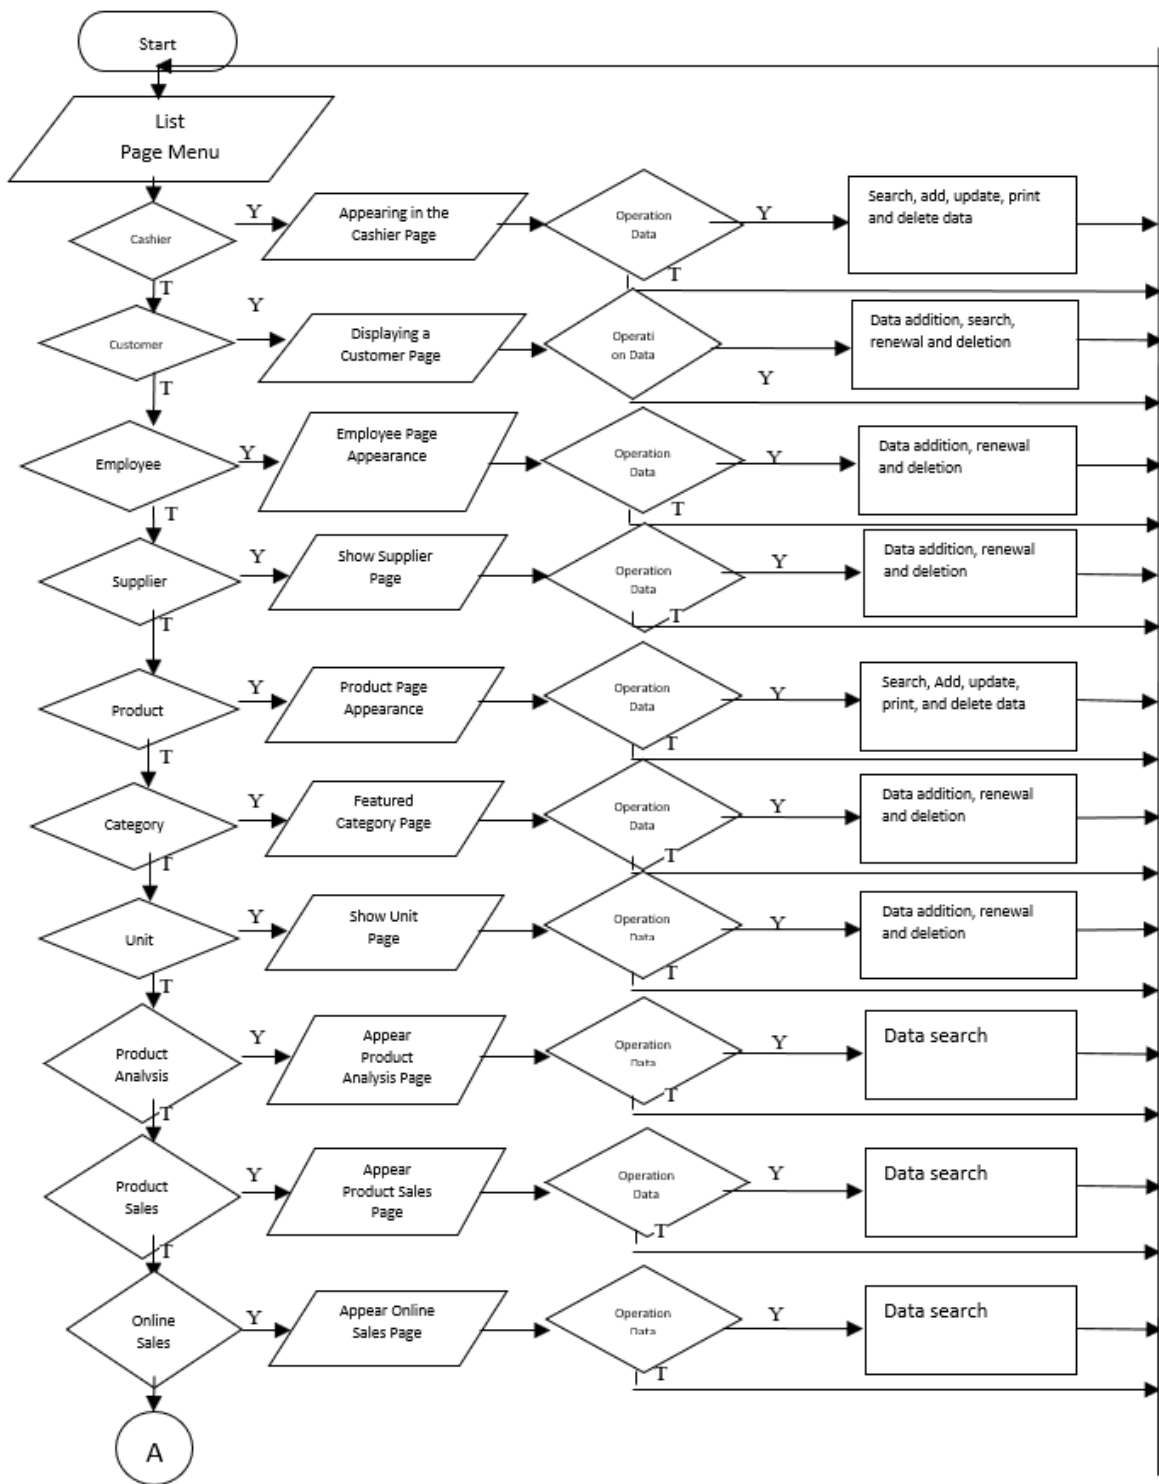 Start
List
Page Menu
Cashier
Y
Appearing in the
Cashier Page
Operation
Data
Y
Search, add, update, print
and delete data
T
T
Customer
Y
Displaying a
Customer Page
Operati
on Data
Y
Data addition, search,
renewal and deletion
T
Employee
Y
Employee Page
Appearance
Operation
Data
Y
Data addition, renewal
and deletion
T
T
Supplier
Y
Show Supplier
Page
Operation
Data
Y
Data addition, renewal
and deletion
T
T
Product
Y
Product Page
Appearance
Operation
Data
Y
Search, Add, update,
print, and delete data
T
T
Category
Y
Featured
Category Page
Operation
Data
Y
Data addition, renewal
and deletion
T
T
Unit
Y
Show Unit
Page
Operation
Data
Y
Data addition, renewal
and deletion
T
T
Product
Analysis
Y
Appear
Product
Analysis Page
Operation
Data
Y
Data search
T
T
Product
Sales
Y
Appear
Product Sales
Page
Operation
Data
Y
Data search
T
T
Online
Sales
Y
Appear Online
Sales Page
Operation
Data
Y
Data search
T
A